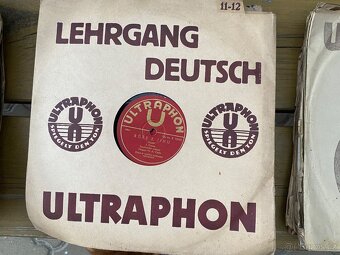 11-12
LEHRGANG
DEUTSCH
ULTRAPHON
SPIEGELT DEN TON
ULTRAPHON
ULTRAPHON
SPIEGELT DEN TON
ULTRAPHON